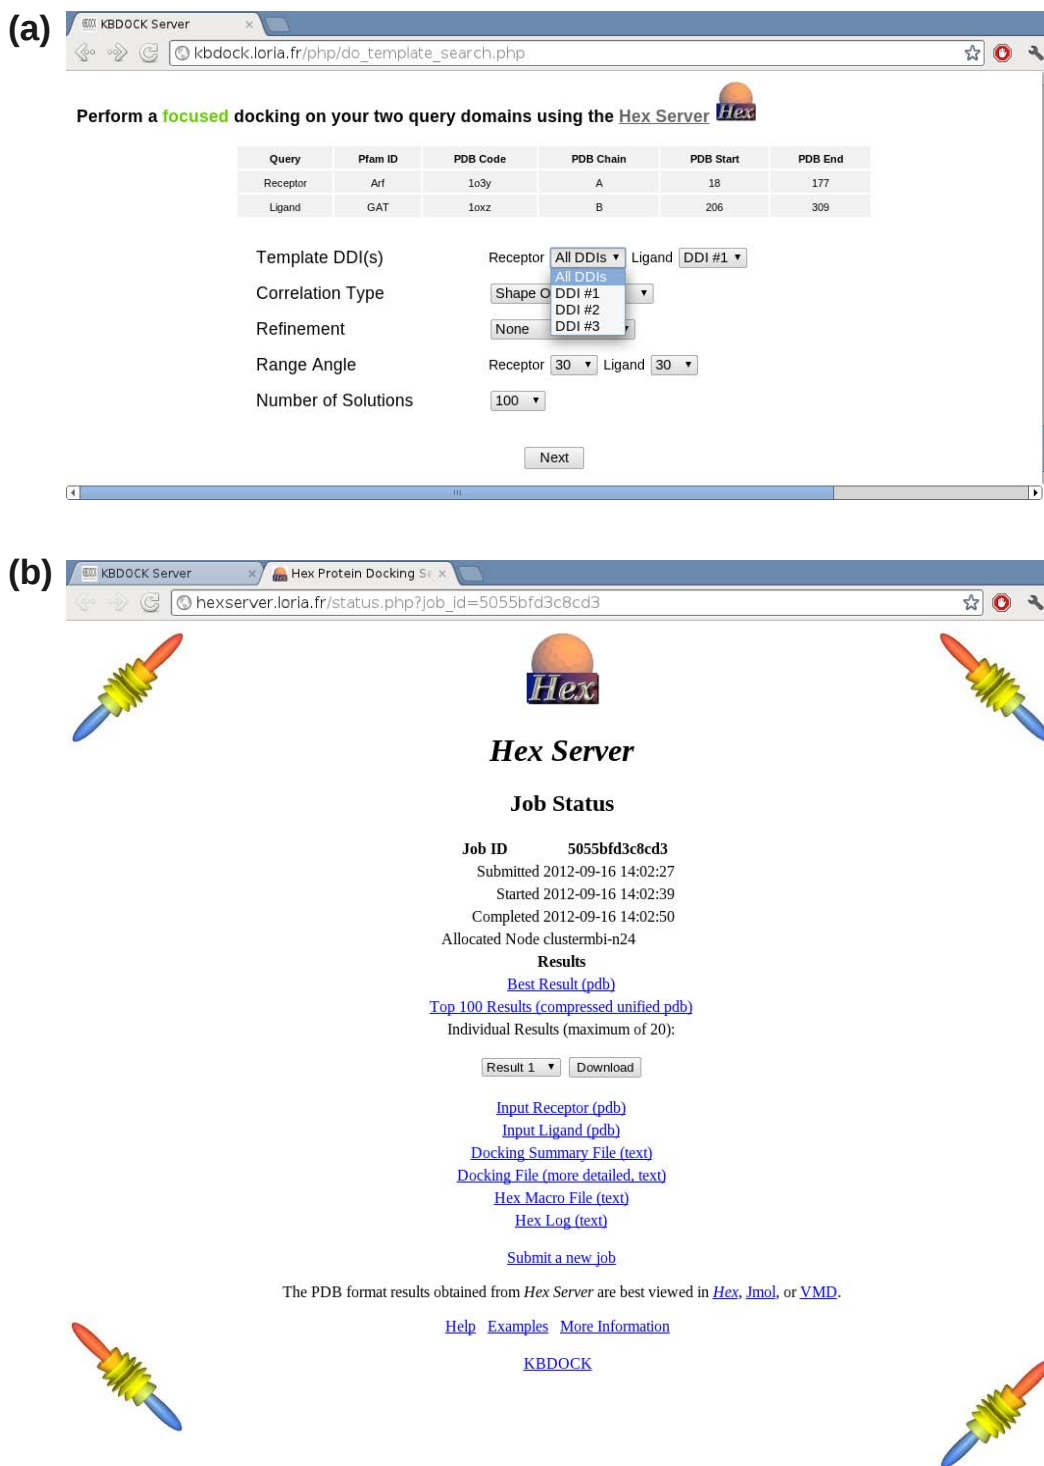 (a)
KBDOCK Server ×
kbdock.loria.fr/php/do_template_search.php
Perform a focused docking on your two query domains using the Hex Server Hex
Query Pfam ID PDB Code PDB Chain PDB Start PDB End
Receptor Arf 1o3y A 18 177
Ligand GAT 1oxz B 206 309
Template DDI(s) Receptor All DDIs Ligand DDI #1
All DDIs
Correlation Type Shape O DDI #1
DDI #2
Refinement None DDI #3
Range Angle Receptor 30 Ligand 30
Number of Solutions 100
Next
(b)
KBDOCK Server × Hex Protein Docking Se ×
hexserver.loria.fr/status.php?job_id=5055bfd3c8cd3
Hex
Hex Server
Job Status
Job ID 5055bfd3c8cd3
Submitted 2012-09-16 14:02:27
Started 2012-09-16 14:02:39
Completed 2012-09-16 14:02:50
Allocated Node clustermbi-n24
Results
Best Result (pdb)
Top 100 Results (compressed unified pdb)
Individual Results (maximum of 20):
Result 1 Download
Input Receptor (pdb)
Input Ligand (pdb)
Docking Summary File (text)
Docking File (more detailed, text)
Hex Macro File (text)
Hex Log (text)
Submit a new job
The PDB format results obtained from Hex Server are best viewed in Hex, Jmol, or VMD.
Help Examples More Information
KBDOCK